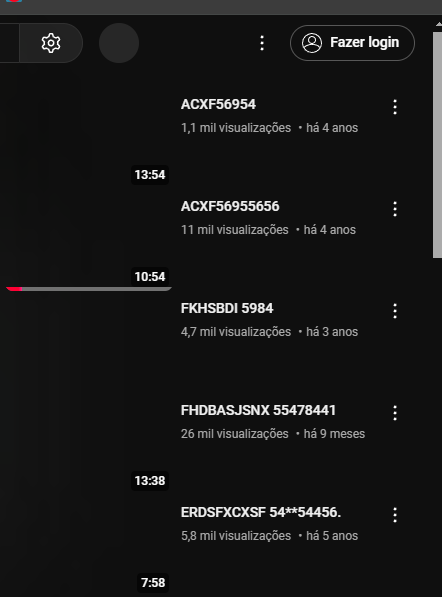 Fazer login
ACXF56954
1,1 mil visualizações • há 4 anos
13:54
ACXF56955656
11 mil visualizações • há 4 anos
10:54
FKHSBDI 5984
4,7 mil visualizações • há 3 anos
FHDBASJSNX 55478441
26 mil visualizações • há 9 meses
13:38
ERDSFXCXSF 54**54456.
5,8 mil visualizações • há 5 anos
7:58